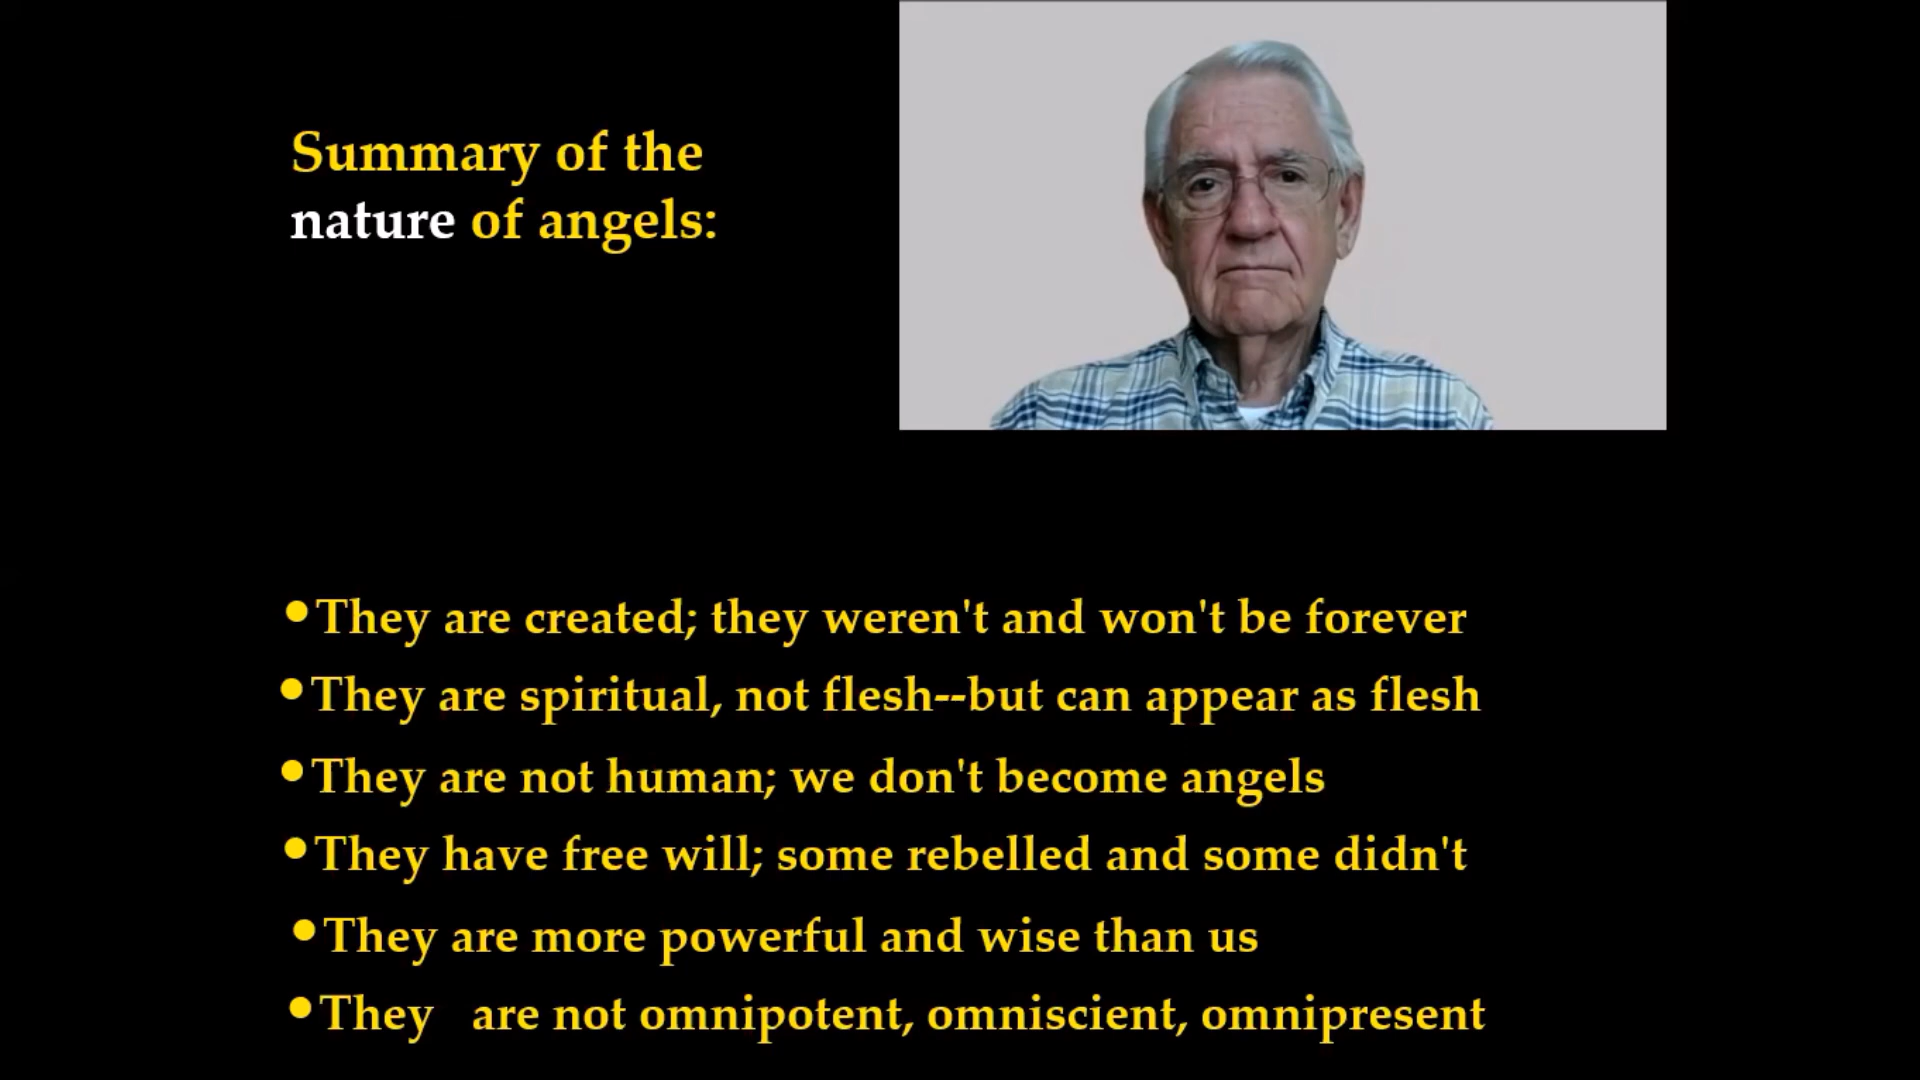 Summary of the
nature of angels:
•They are created; they weren't and won't be forever
•They are spiritual, not flesh--but can appear as flesh
•They are not human; we don't become angels
•They have free will; some rebelled and some didn't
•They are more powerful and wise than us
•They are not omnipotent, omniscient, omnipresent